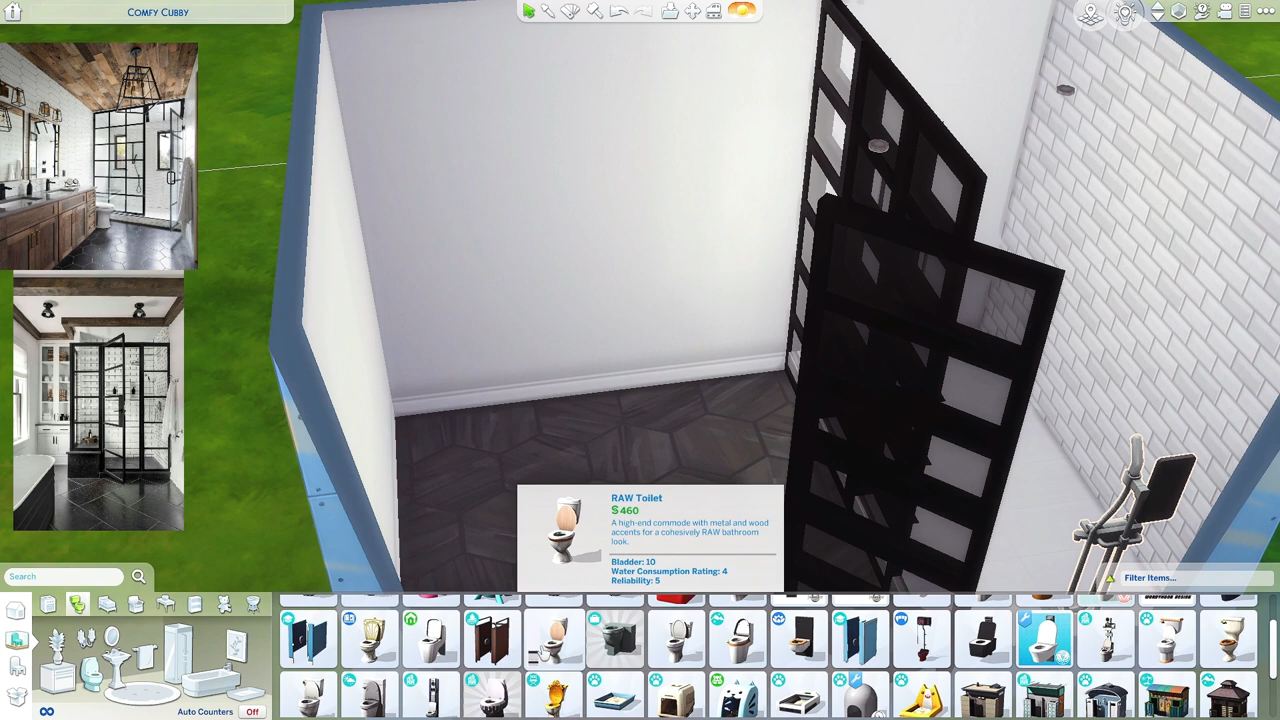 COMFY CUBBY
RAW Toilet
$460
A high-end commode with metal and wood
accents for a cohesively RAW bathroom
look.
Bladder: 10
Water Consumption Rating: 4
Reliability: 5
Search
Filter Items...
Auto Counters
Off